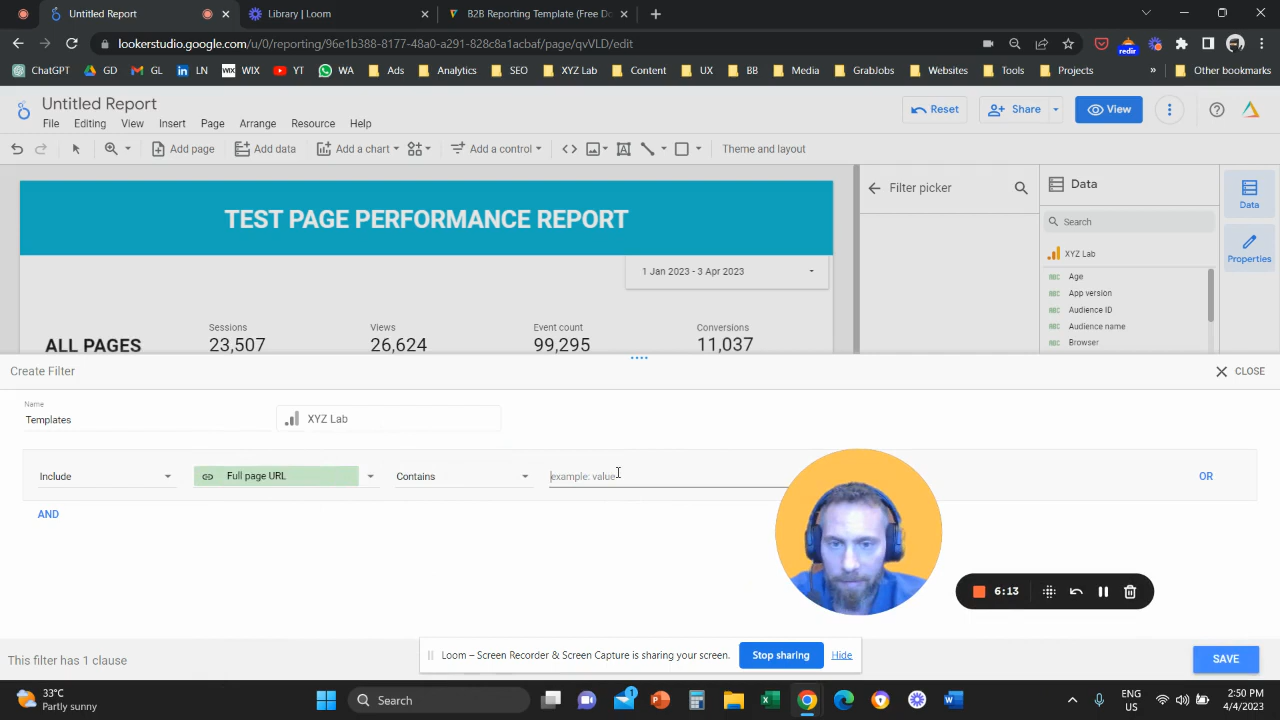 Untitled Report
Library | Loom
B2B Reporting Template (Free Do
lookerstudio.google.com/u/0/reporting/96e1b388-8177-48a0-a291-828c8a1acbaf/page/qvVLD/edit
redir
ChatGPT GD GL LN WIX YT WA Ads Analytics SEO XYZ Lab Content UX BB Media GrabJobs Websites Tools Projects » Other bookmarks
Untitled Report
Reset Share View
File Editing View Insert Page Arrange Resource Help
Add page Add data Add a chart Add a control Theme and layout
Filter picker
Data
Data
Search
Properties
XYZ Lab
ABC Age
ABC App version
ABC Audience ID
ABC Audience name
ABC Browser
TEST PAGE PERFORMANCE REPORT
1 Jan 2023 - 3 Apr 2023
Sessions Views Event count Conversions
ALL PAGES 23,507 26,624 99,295 11,037
Create Filter
CLOSE
Name
Templates
XYZ Lab
Include Full page URL Contains example: value OR
AND
6:13
This filter has 1 clause
Loom – Screen Recorder & Screen Capture is sharing your screen. Stop sharing Hide
SAVE
33°C
Partly sunny
Search
1
ENG
US
2:50 PM
4/4/2023